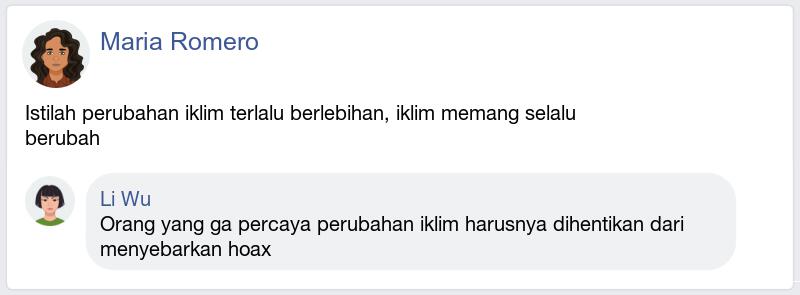 Maria Romero
Istilah perubahan iklim terlalu berlebihan, iklim memang selalu
berubah
Li Wu
Orang yang ga percaya perubahan iklim harusnya dihentikan dari
menyebarkan hoax